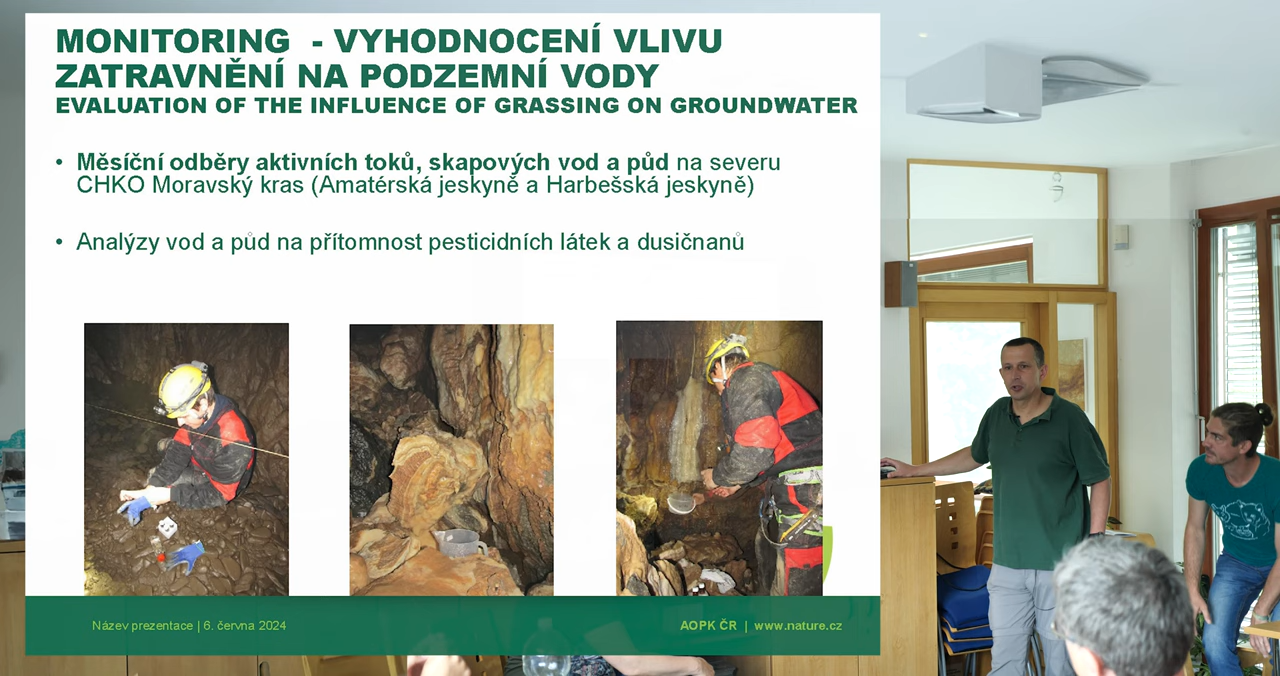 MONITORING - VYHODNOCENÍ VLIVU
ZATRAVNĚNÍ NA PODZEMNÍ VODY
EVALUATION OF THE INFLUENCE OF GRASSING ON GROUNDWATER
• Měsíční odběry aktivních toků, skapových vod a půd na severu
CHKO Moravský kras (Amatérská jeskyně a Harbešská jeskyně)
• Analýzy vod a půd na přítomnost pesticidních látek a dusičnanů
Název prezentace | 6. června 2024
AOPK ČR | www.nature.cz